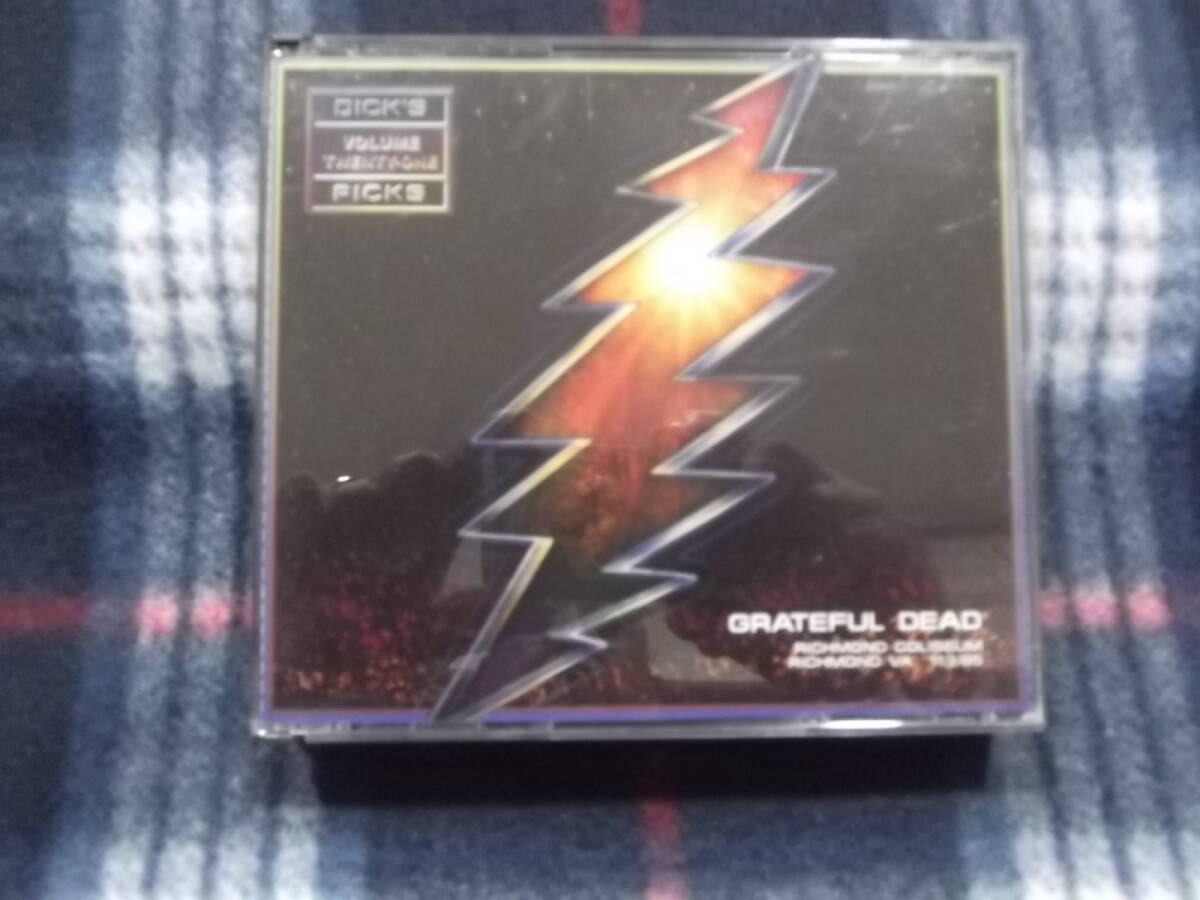 DICK'S
VOLUME
TWENTY-ONE
PICKS
GRATEFUL DEAD
RICHMOND COLISEUM
RICHMOND VA